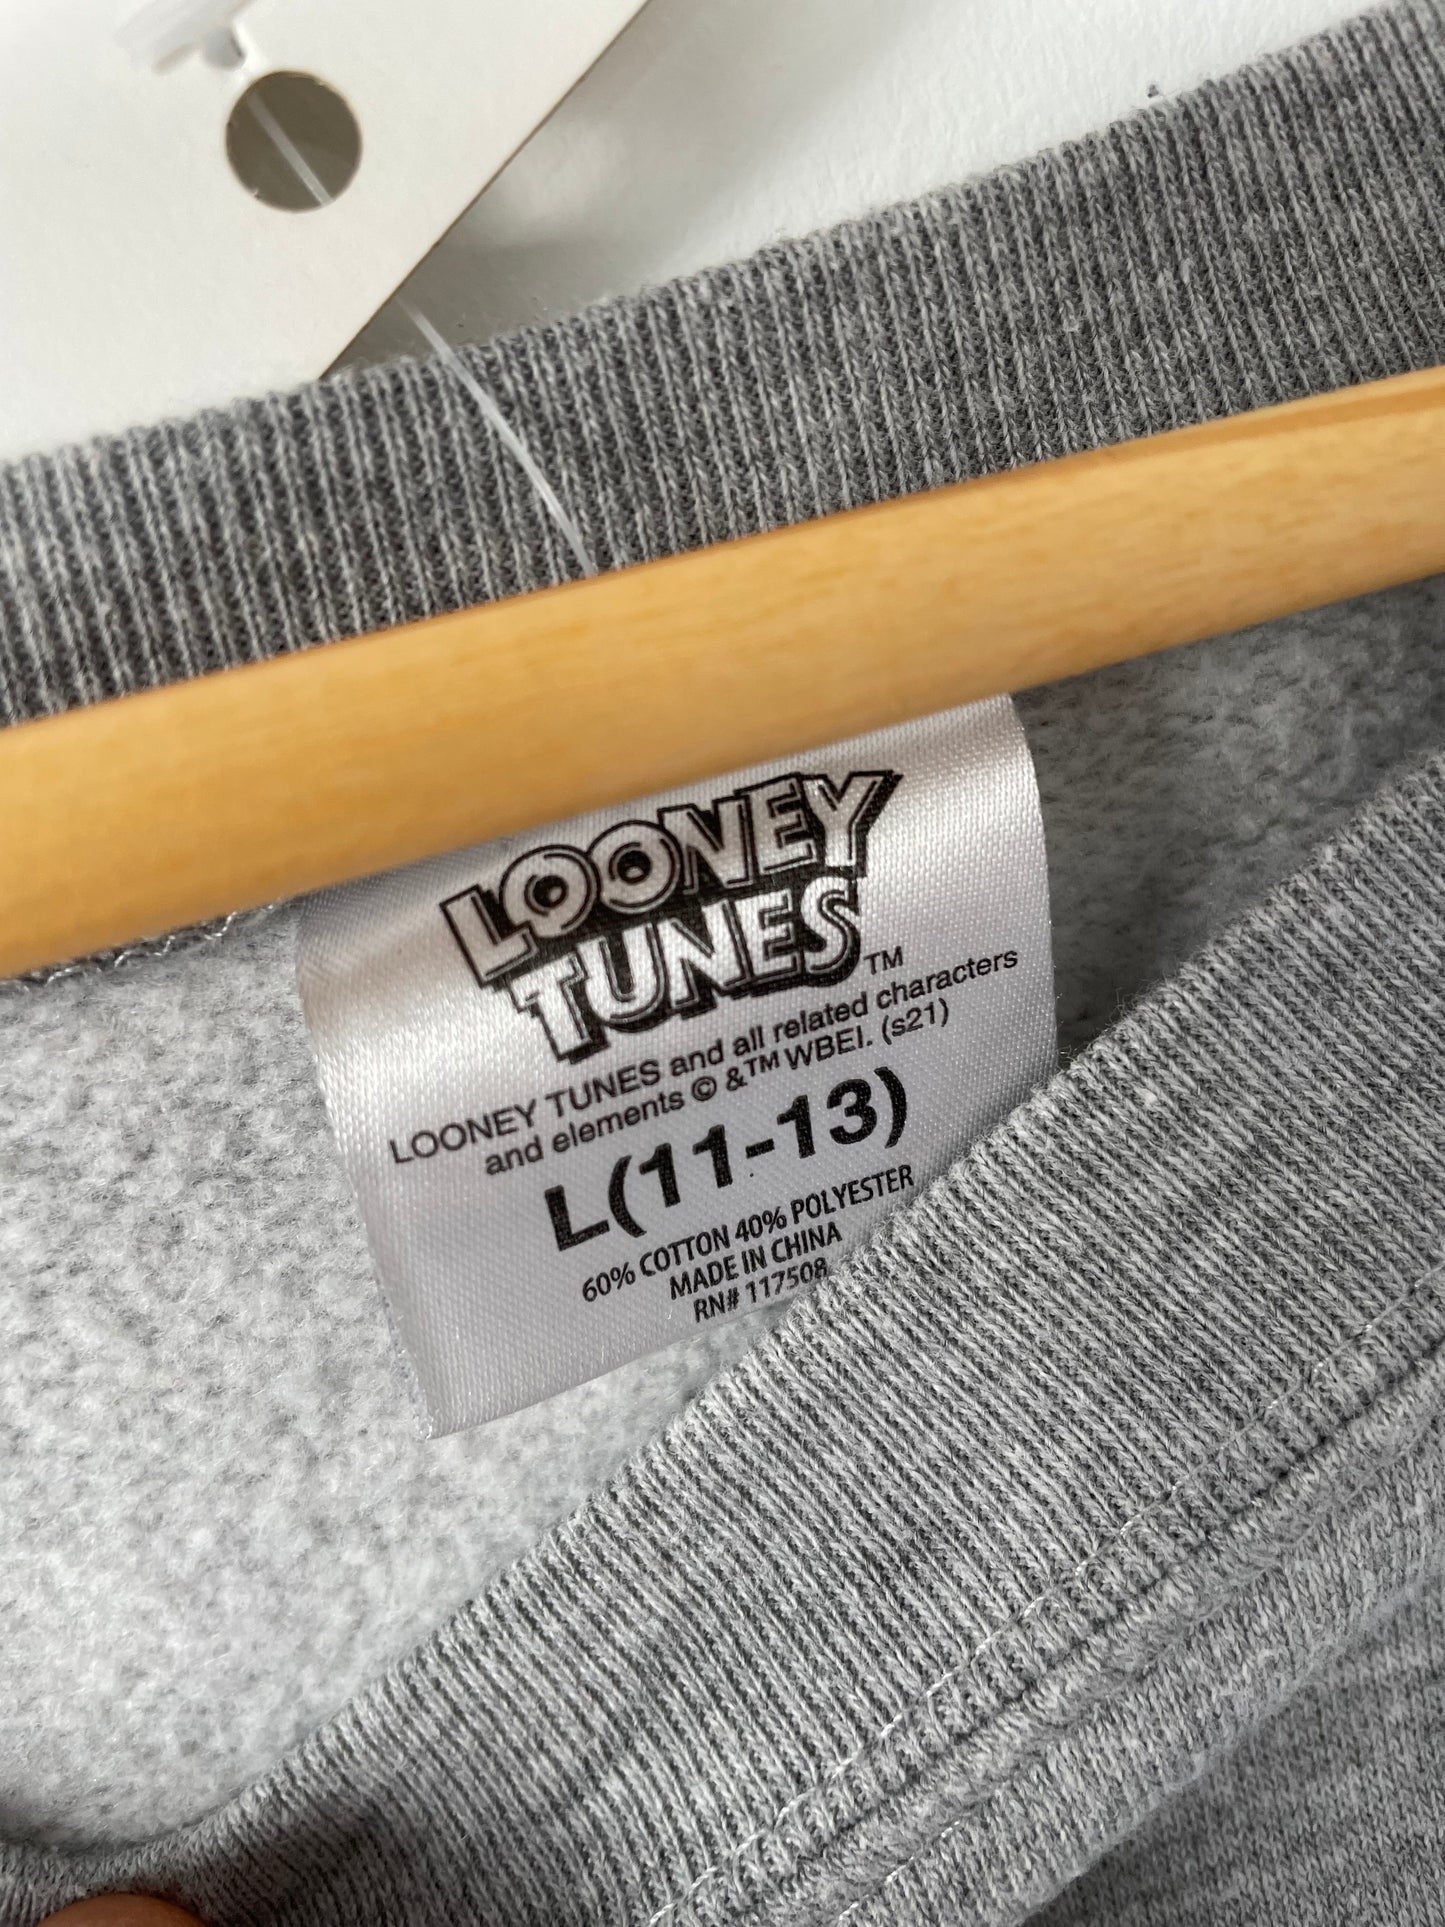 LOONEY
TUNES™
LOONEY TUNES and all related characters
and elements © &™ WBEI. (s21)
L(11-13)
60% COTTON 40% POLYESTER
MADE IN CHINA
RN# 117508